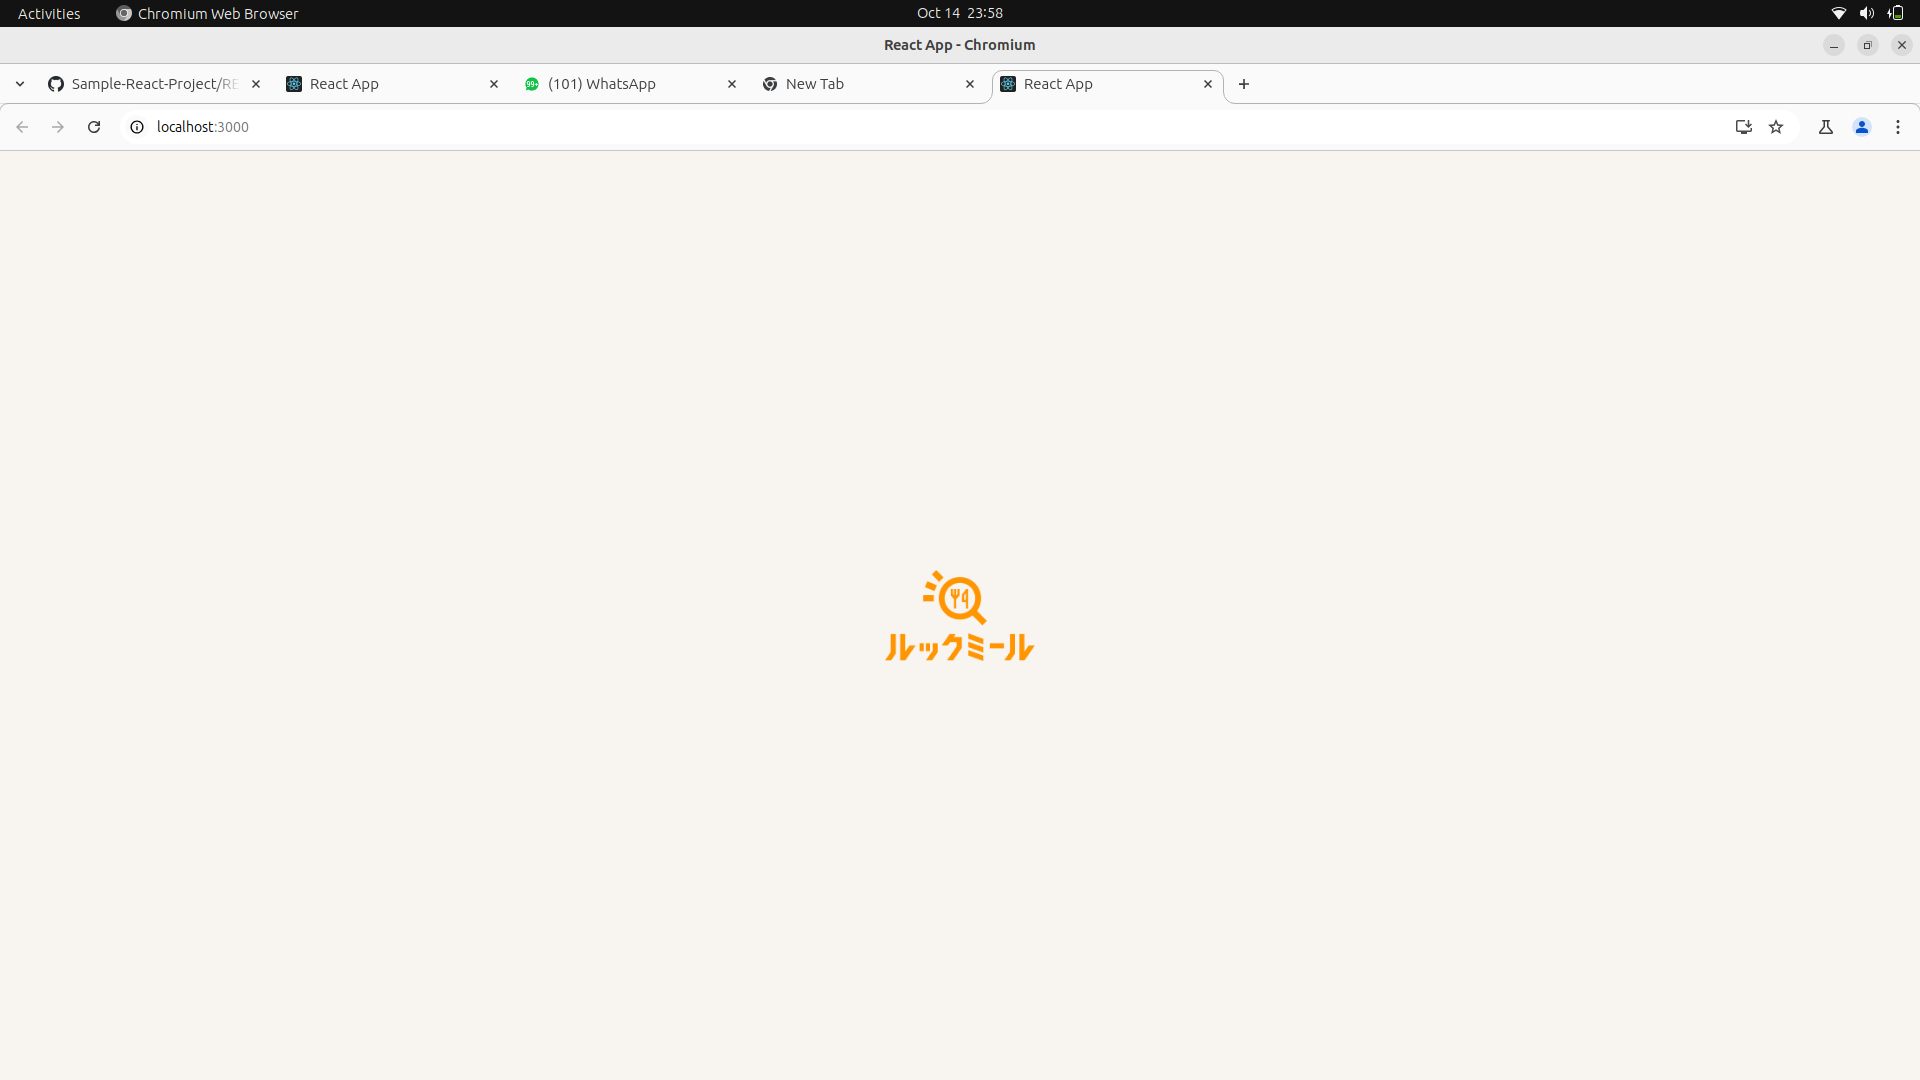 Activities Chromium Web Browser Oct 14 23:58
React App - Chromium
Sample-React-Project/RE React App (101) WhatsApp New Tab React App
localhost:3000
ルックミール